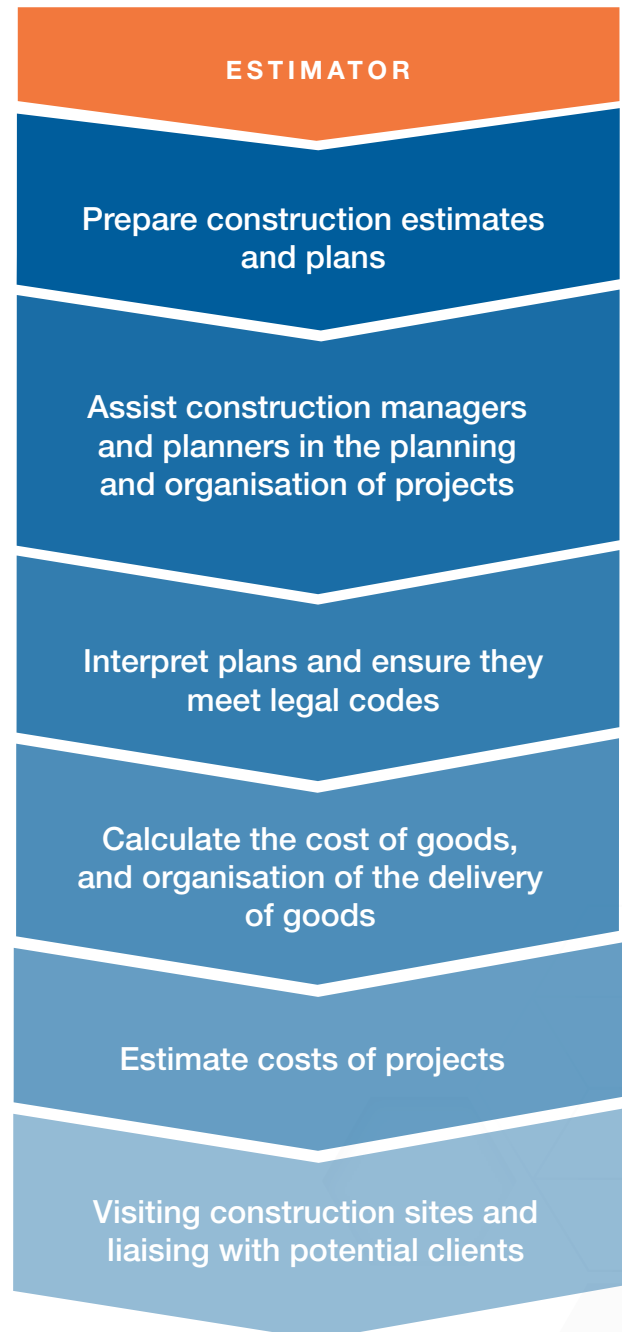 ESTIMATOR
Prepare construction estimates
and plans
Assist construction managers
and planners in the planning
and organisation of projects
Interpret plans and ensure they
meet legal codes
Calculate the cost of goods,
and organisation of the delivery
of goods
Estimate costs of projects
Visiting construction sites and
liaising with potential clients